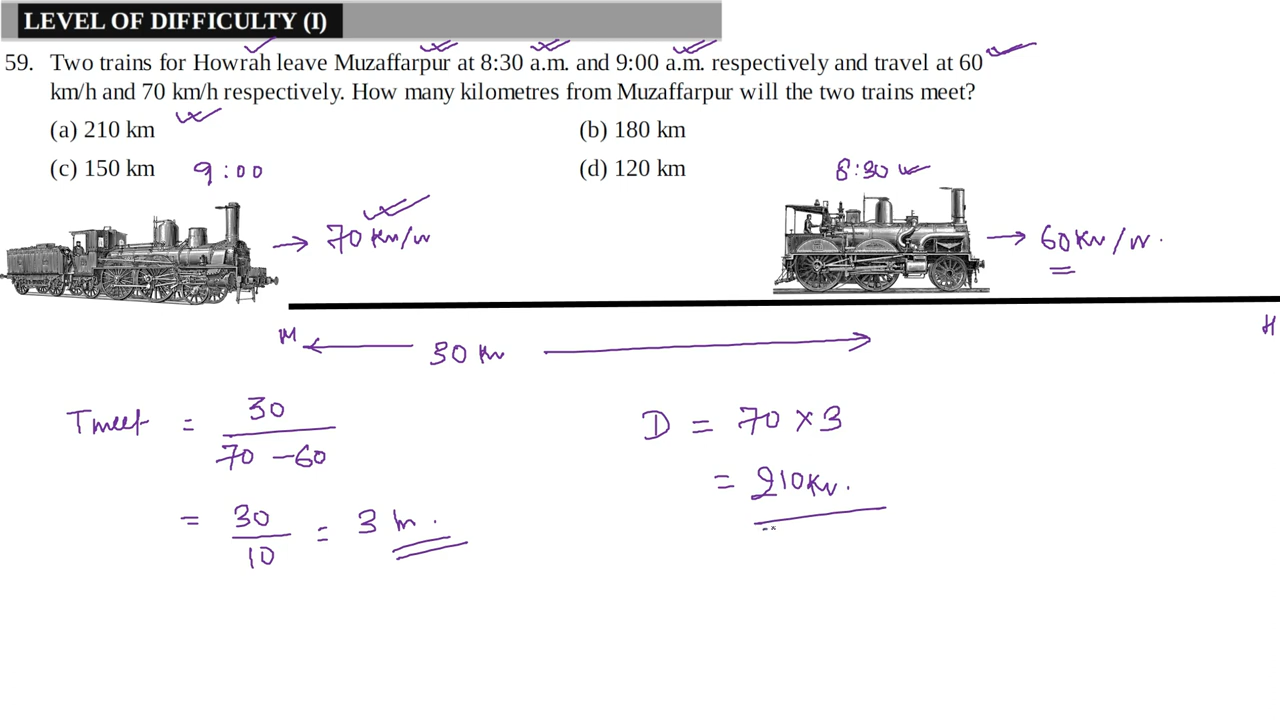 LEVEL OF DIFFICULTY (I)
59. Two trains for Howrah leave Muzaffarpur at 8:30 a.m. and 9:00 a.m. respectively and travel at 60
km/h and 70 km/h respectively. How many kilometres from Muzaffarpur will the two trains meet?
(a) 210 km (b) 180 km
(c) 150 km (d) 120 km
9:00 8:30
70 km/h 60 km/h.
M H
30 km
Tmeet = 30 / 70 - 60
= 30 / 10 = 3 h.
D = 70 × 3
= 210 km.